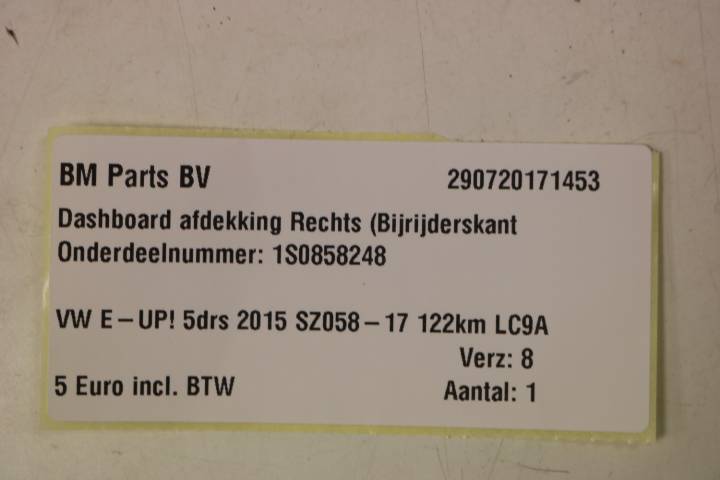 BM Parts BV 290720171453
Dashboard afdekking Rechts (Bijrijderskant
Onderdeelnummer: 1S0858248
VW E-UP! 5drs 2015 SZ058-17 122km LC9A
Verz: 8
5 Euro incl. BTW Aantal: 1